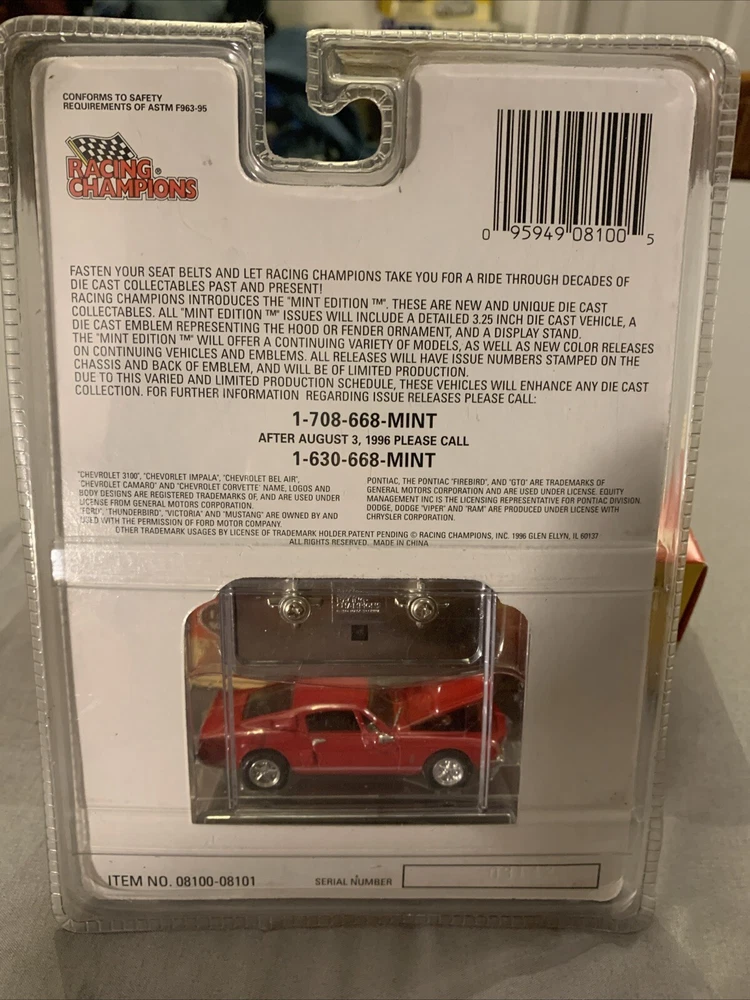 CONFORMS TO SAFETY
REQUIREMENTS OF ASTM F963-95
RACING
CHAMPIONS®
0 95949 08100 5
FASTEN YOUR SEAT BELTS AND LET RACING CHAMPIONS TAKE YOU FOR A RIDE THROUGH DECADES OF
DIE CAST COLLECTABLES PAST AND PRESENT!
RACING CHAMPIONS INTRODUCES THE "MINT EDITION ™". THESE ARE NEW AND UNIQUE DIE CAST
COLLECTABLES. ALL "MINT EDITION ™" ISSUES WILL INCLUDE A DETAILED 3.25 INCH DIE CAST VEHICLE, A
DIE CAST EMBLEM REPRESENTING THE HOOD OR FENDER ORNAMENT, AND A DISPLAY STAND.
THE "MINT EDITION ™" WILL OFFER A CONTINUING VARIETY OF MODELS, AS WELL AS NEW COLOR RELEASES
ON CONTINUING VEHICLES AND EMBLEMS. ALL RELEASES WILL HAVE ISSUE NUMBERS STAMPED ON THE
CHASSIS AND BACK OF EMBLEM, AND WILL BE OF LIMITED PRODUCTION.
DUE TO THIS VARIED AND LIMITED PRODUCTION SCHEDULE, THESE VEHICLES WILL ENHANCE ANY DIE CAST
COLLECTION. FOR FURTHER INFORMATION REGARDING ISSUE RELEASES PLEASE CALL:
1-708-668-MINT
AFTER AUGUST 3, 1996 PLEASE CALL
1-630-668-MINT
"CHEVROLET 3100", "CHEVORLET IMPALA", "CHEVROLET BEL AIR",
"CHEVROLET CAMARO" AND "CHEVROLET CORVETTE' NAME, LOGOS AND
BODY DESIGNS ARE REGISTERED TRADEMARKS OF, AND ARE USED UNDER
LICENSE FROM GENERAL MOTORS CORPORATION.
"FORD", "THUNDERBIRD", "VICTORIA" AND "MUSTANG" ARE OWNED BY AND
USED WITH THE PERMISSION OF FORD MOTOR COMPANY.
PONTIAC, THE PONTIAC "FIREBIRD", AND "GTO" ARE TRADEMARKS OF
GENERAL MOTORS CORPORATION AND ARE USED UNDER LICENSE. EQUITY
MANAGEMENT INC IS THE LICENSING REPRESENTATIVE FOR PONTIAC DIVISION.
DODGE, DODGE "VIPER" AND "RAM" ARE PRODUCED UNDER LICENSE WITH
CHRYSLER CORPORATION.
OTHER TRADEMARK USAGES BY LICENSE OF TRADEMARK HOLDER.PATENT PENDING © RACING CHAMPIONS, INC. 1996 GLEN ELLYN, IL 60137
ALL RIGHTS RESERVED. MADE IN CHINA
RACING
CHAMPIONS
ITEM NO. 08100-08101
SERIAL NUMBER